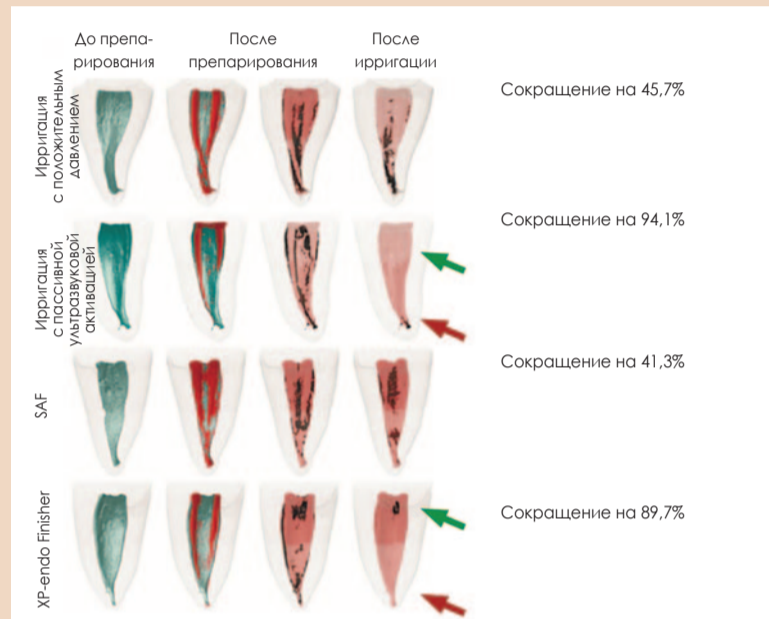 До препа-
рирования
После
препарирования
После
ирригации
Ирригация
с положительным
давлением
Сокращение на 45,7%
Ирригация
с пассивной
ультразвуковой
активацией
Сокращение на 94,1%
SAF
Сокращение на 41,3%
XP-endo Finisher
Сокращение на 89,7%